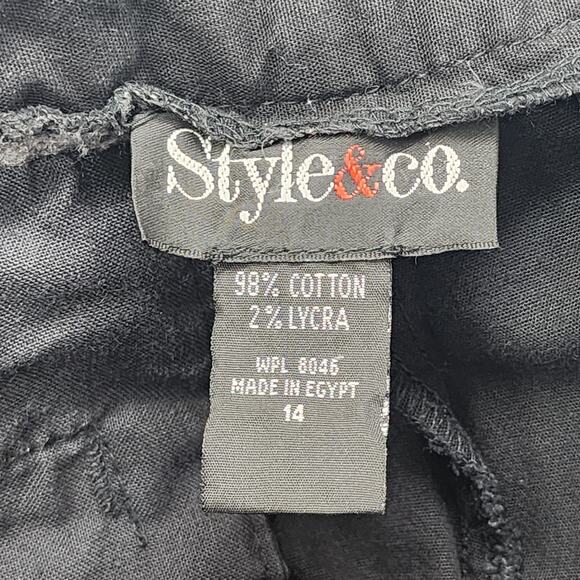 Style&co.
98% COTTON
2% LYCRA
WPL 8046
MADE IN EGYPT
14